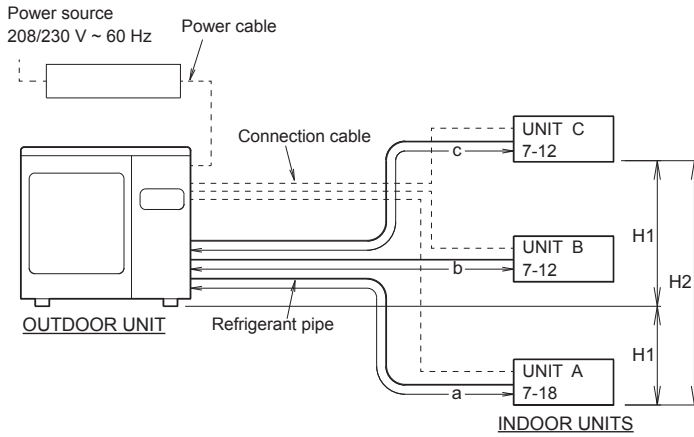 Power source
208/230 V ~ 60 Hz
Power cable
Connection cable
UNIT C
7-12
c
H1
UNIT B
7-12
b
H2
Refrigerant pipe
OUTDOOR UNIT
H1
UNIT A
7-18
a
INDOOR UNITS